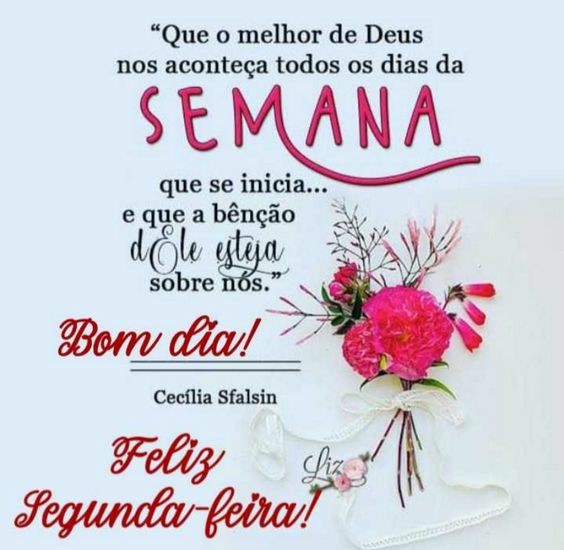 “Que o melhor de Deus
nos aconteça todos os dias da
SEMANA
que se inicia...
e que a bênção
dEle esteja
sobre nós.”
Bom dia!
Cecília Sfalsin
Feliz
Liz
Segunda-feira!